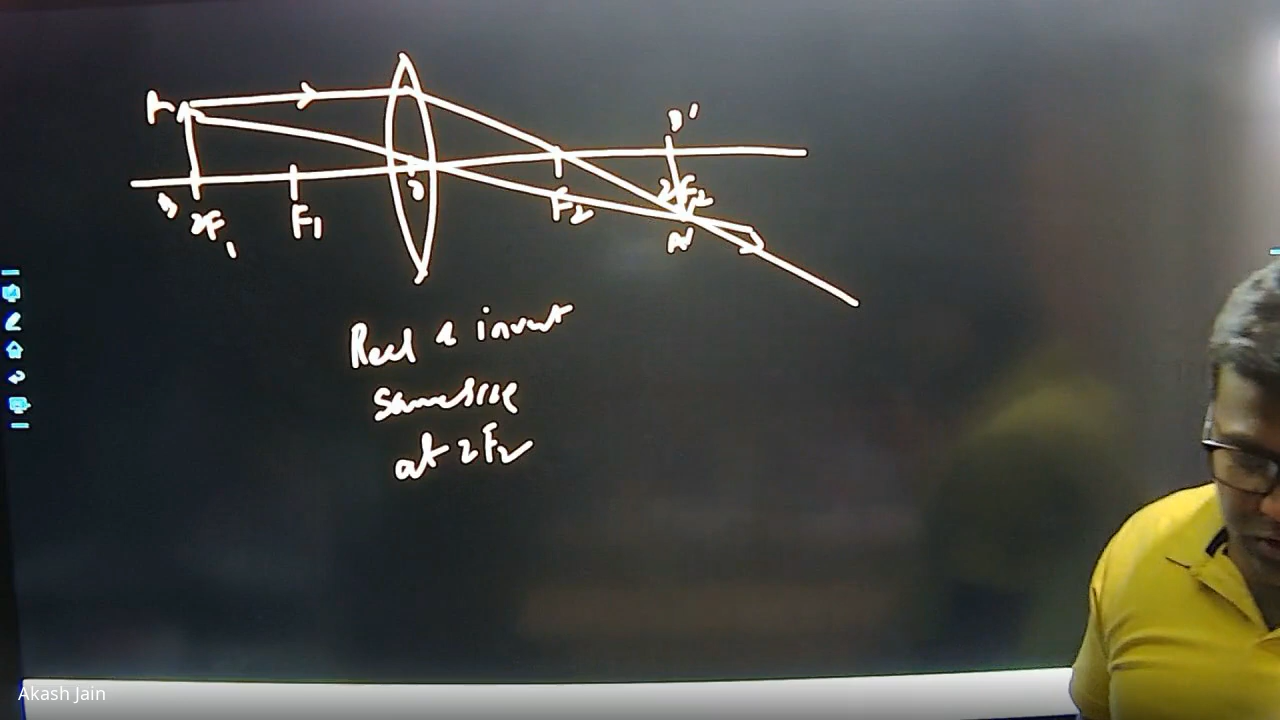 A
B'
B
2F1
F1
O
F2
2F2
A'
Real & invert
same size
at 2F2
Akash Jain